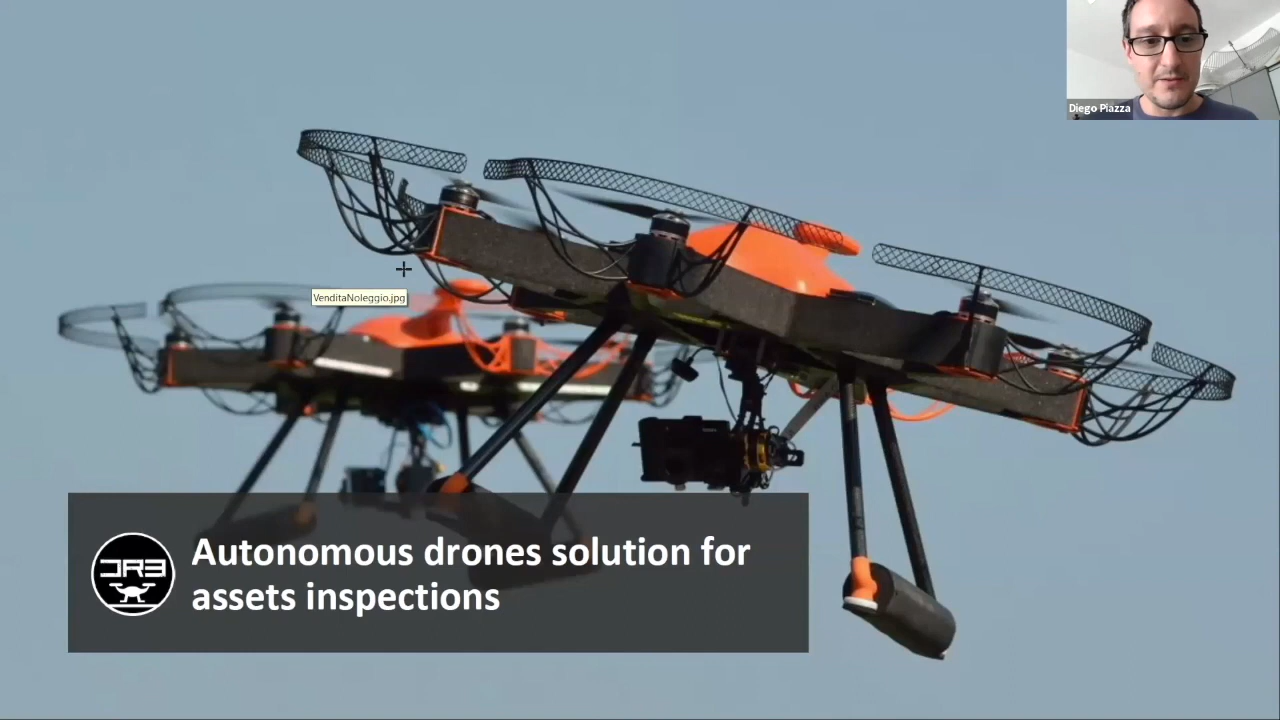 Diego Piazza
VenditaNoleggio.jpg
Autonomous drones solution for
assets inspections